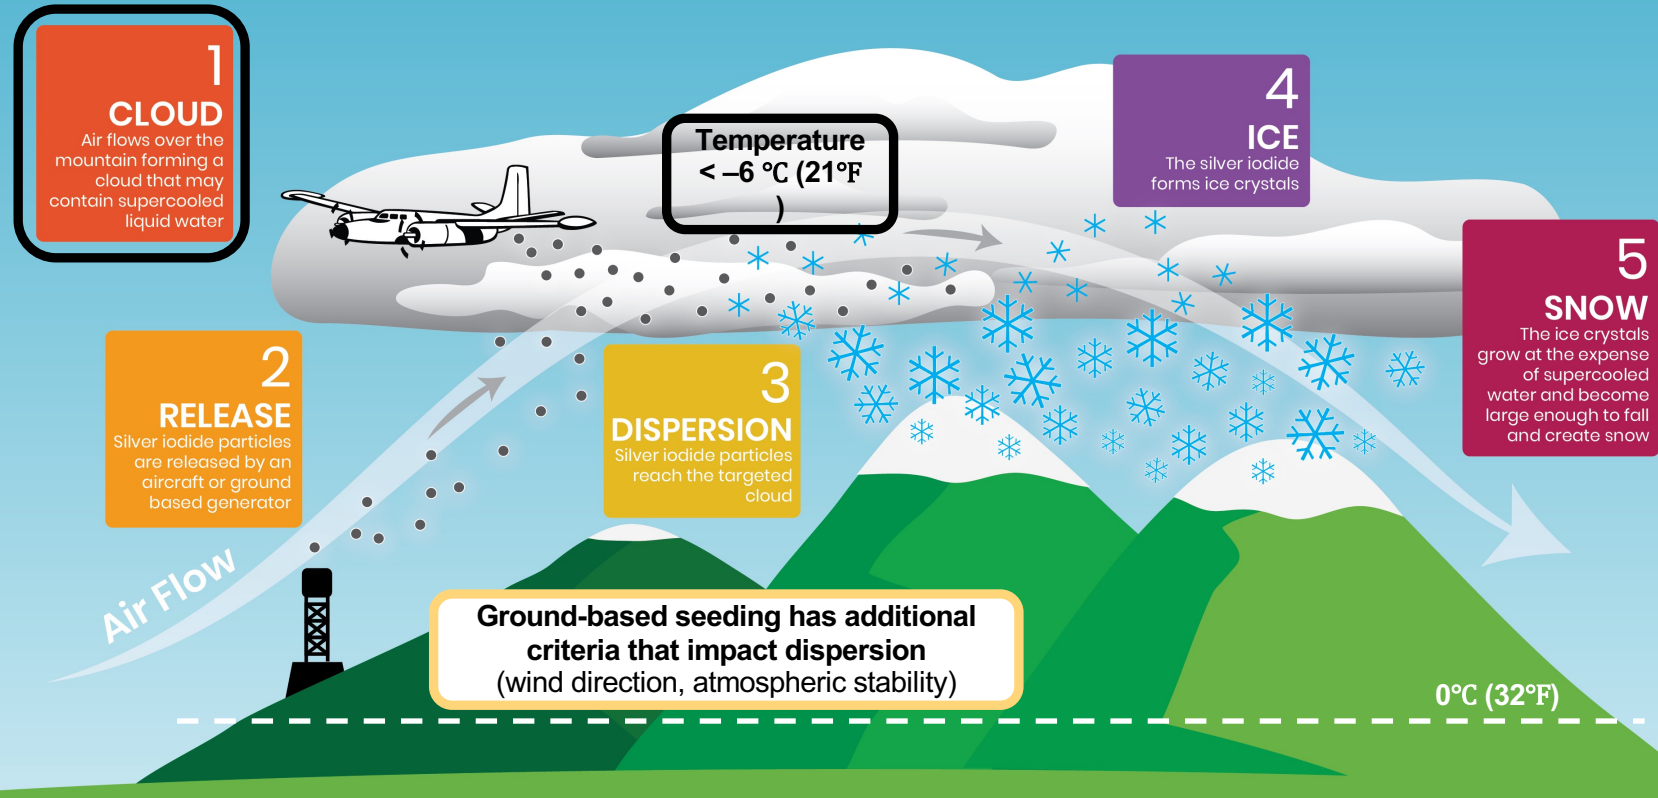 1
CLOUD
Air flows over the
mountain forming a
cloud that may
contain supercooled
liquid water
Temperature
< –6 °C (21°F
)
4
ICE
The silver iodide
forms ice crystals
5
SNOW
The ice crystals
grow at the expense
of supercooled
water and become
large enough to fall
and create snow
2
RELEASE
Silver iodide particles
are released by an
aircraft or ground
based generator
3
DISPERSION
Silver iodide particles
reach the targeted
cloud
Air Flow
Ground-based seeding has additional
criteria that impact dispersion
(wind direction, atmospheric stability)
0°C (32°F)